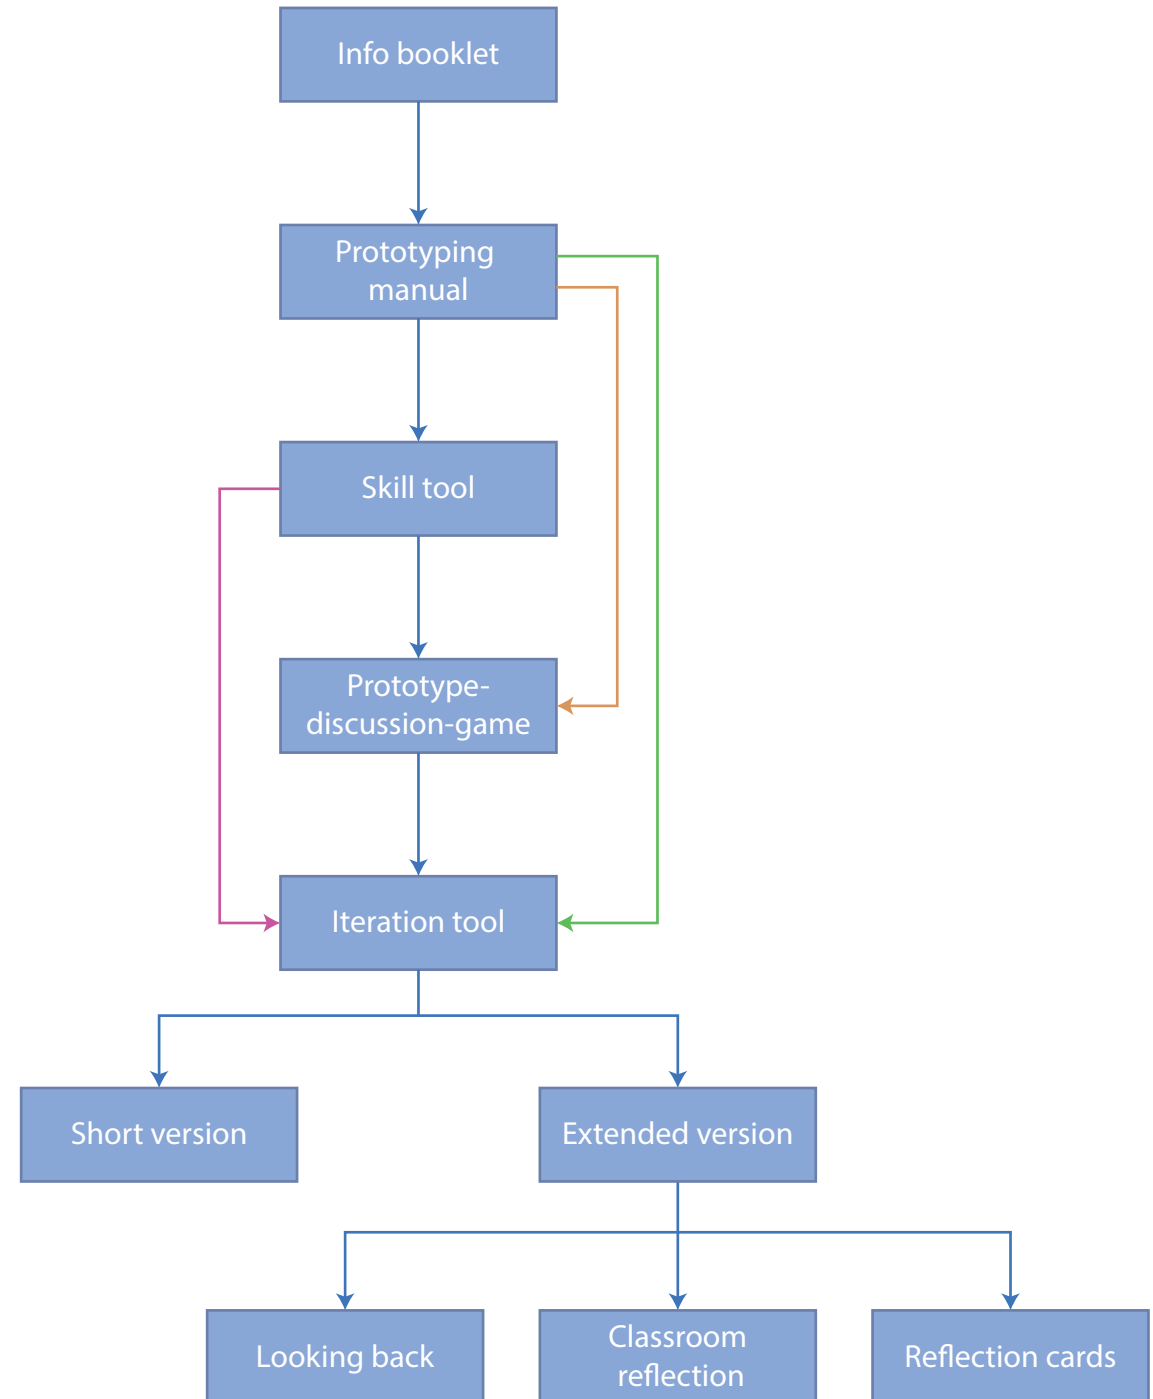 Info booklet
Prototyping
manual
Skill tool
Prototype-
discussion-game
Iteration tool
Short version
Extended version
Looking back
Classroom
reflection
Reflection cards